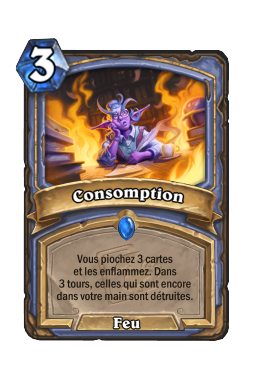 3
Consomption
Vous piochez 3 cartes
et les enflammez. Dans
3 tours, celles qui sont encore
dans votre main sont détruites.
Feu